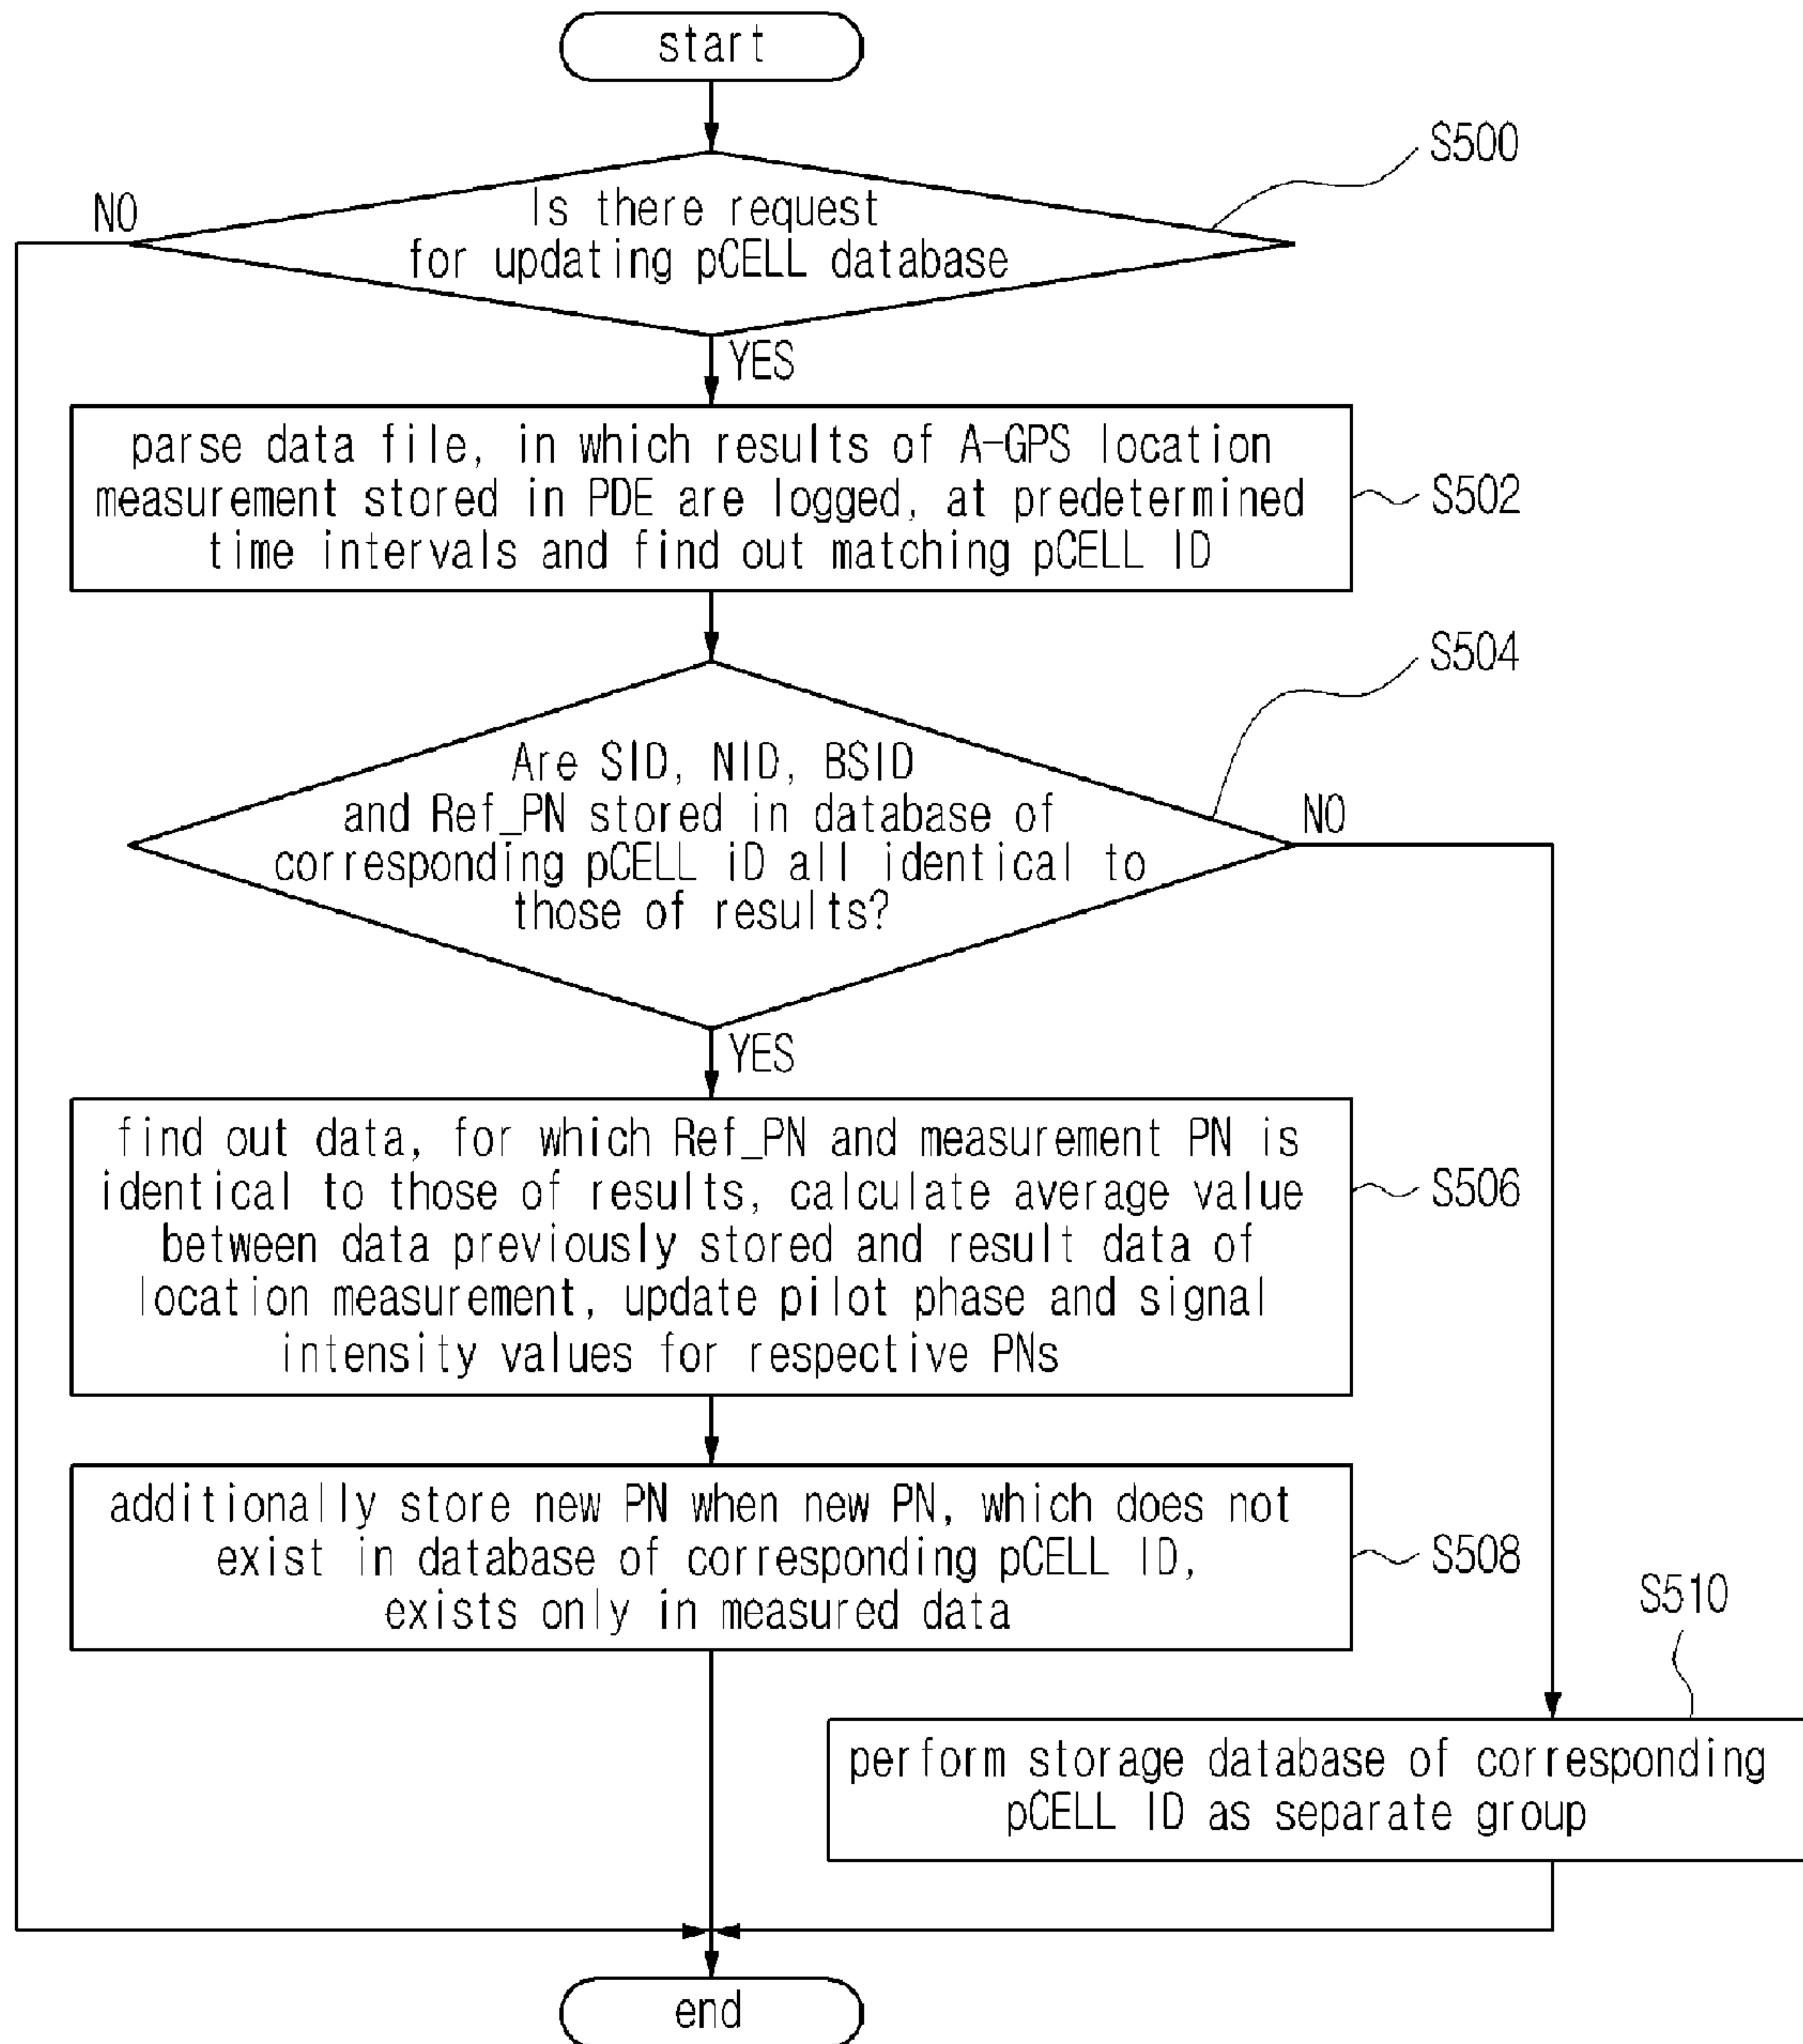 start
S500
NO
Is there request
for updating pCELL database
YES
parse data file, in which results of A-GPS location
measurement stored in PDE are logged, at predetermined
time intervals and find out matching pCELL ID
S502
S504
Are SID, NID, BSID
and Ref_PN stored in database of
corresponding pCELL iD all identical to
those of results?
NO
YES
find out data, for which Ref_PN and measurement PN is
identical to those of results, calculate average value
between data previously stored and result data of
location measurement, update pilot phase and signal
intensity values for respective PNs
S506
additionally store new PN when new PN, which does not
exist in database of corresponding pCELL ID,
exists only in measured data
S508
S510
perform storage database of corresponding
pCELL ID as separate group
end